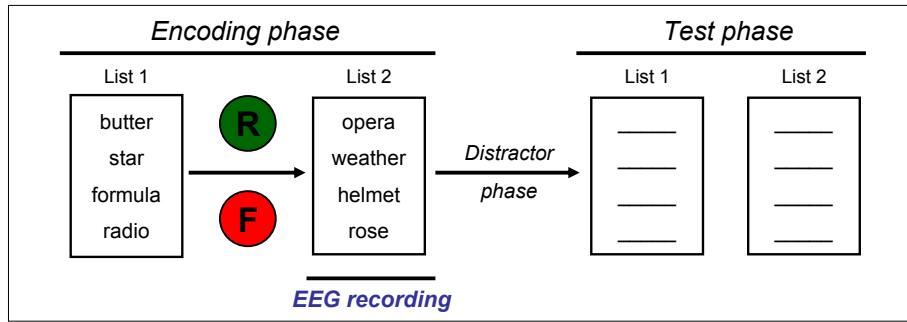 Encoding phase
Test phase
List 1
List 2
List 1
List 2
butter
star
formula
radio
R
F
opera
weather
helmet
rose
Distractor
phase
EEG recording